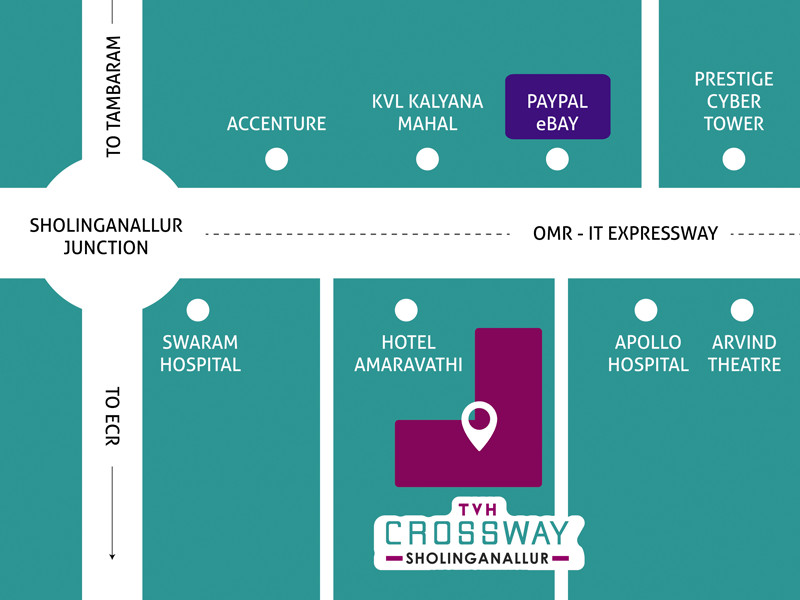 TO TAMBARAM
ACCENTURE
KVL KALYANA
MAHAL
PAYPAL
eBAY
PRESTIGE
CYBER
TOWER
SHOLINGANALLUR
JUNCTION
OMR - IT EXPRESSWAY
SWARAM
HOSPITAL
HOTEL
AMARAVATHI
APOLLO
HOSPITAL
ARVIND
THEATRE
TO ECR
TVH
CROSSWAY
SHOLINGANALLUR